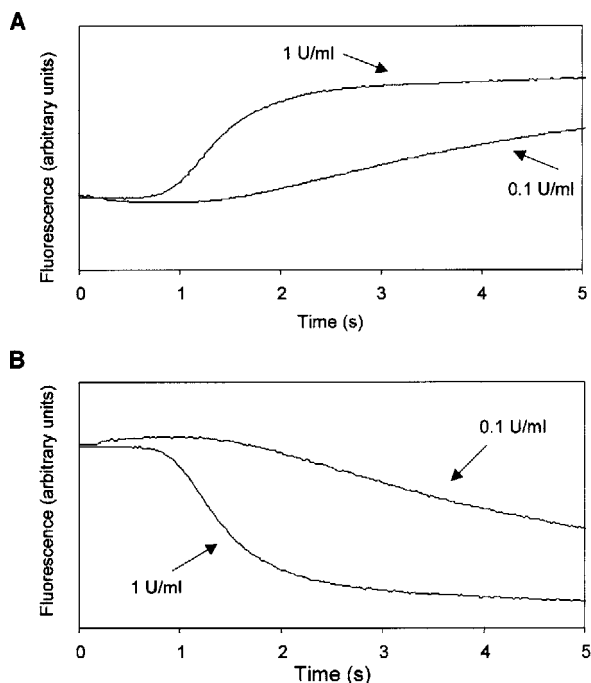 A
Fluorescence (arbitrary units)
1 U/ml
0.1 U/ml
0 1 2 3 4 5
Time (s)
B
Fluorescence (arbitrary units)
0.1 U/ml
1 U/ml
0 1 2 3 4 5
Time (s)